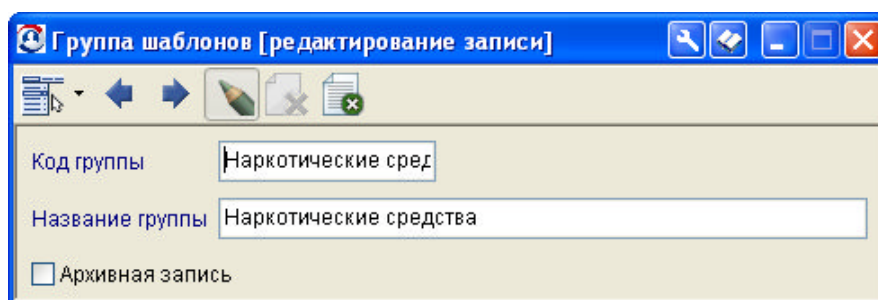 Группа шаблонов [редактирование записи]
Код группы Наркотические сред
Название группы Наркотические средства
Архивная запись